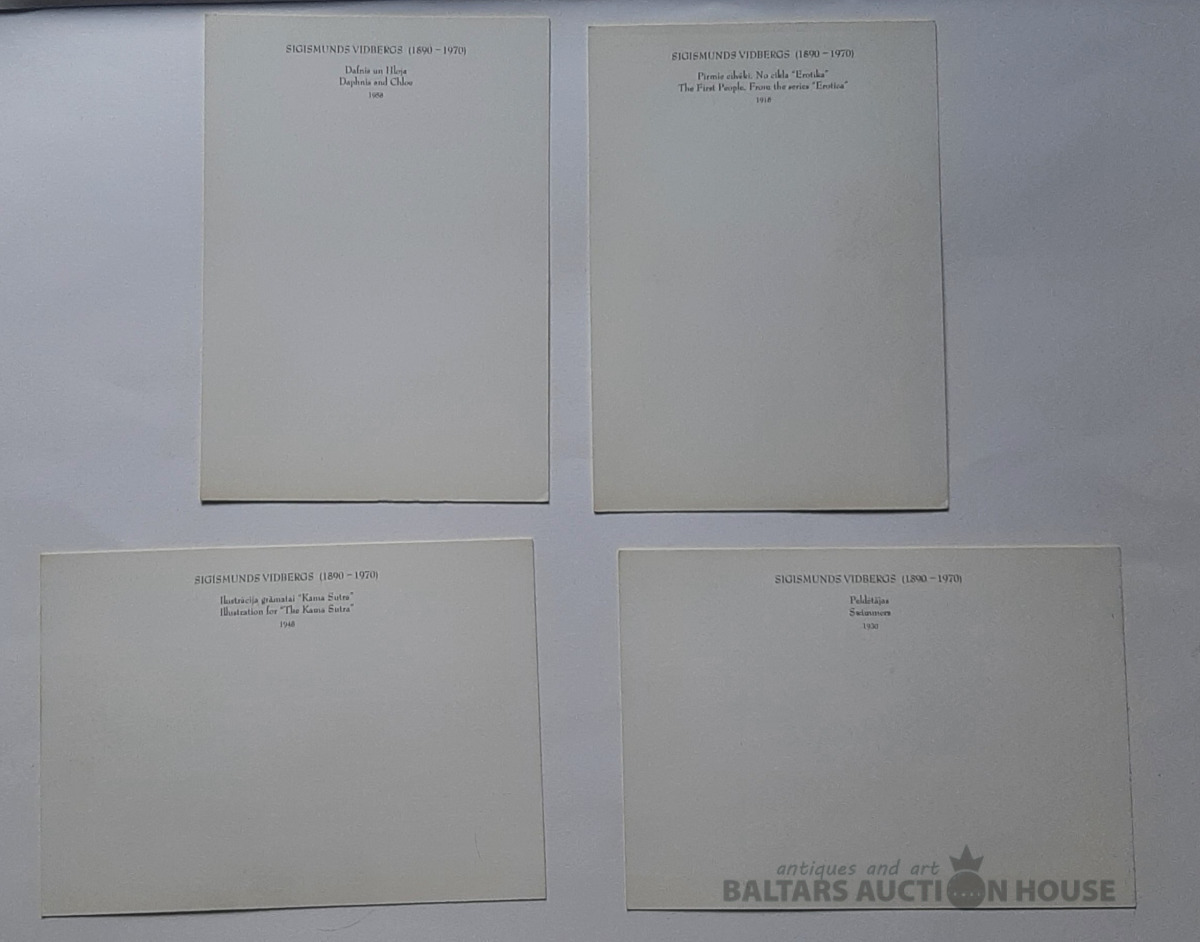 SIGISMUNDS VIDBERGS (1890 – 1970)
Dafnis un Hloja
Daphnis and Chloe
SIGISMUNDS VIDBERGS (1890 – 1970)
Pirmie cilvēki. No cikla "Erotika"
The First People. From the series "Erotica"
SIGISMUNDS VIDBERGS (1890 – 1970)
Ilustrācija grāmatai "Kama Sutra"
Illustration for "The Kama Sutra"
1948
SIGISMUNDS VIDBERGS (1890 – 1970)
Peldētājas
Swimmers
1930
antiques and art
BALTARS AUCTION HOUSE